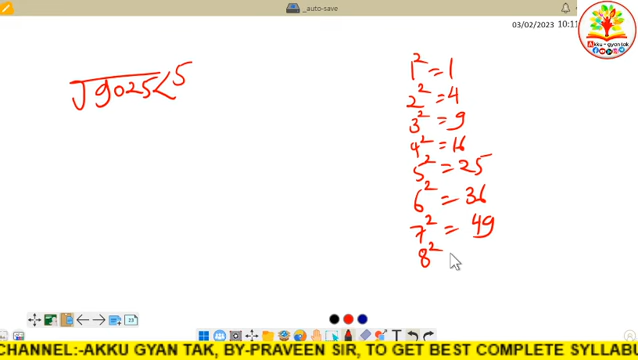 _auto-save
Akku - gyan tak
03/02/2023 10:11
√9025 < 5
1² = 1
2² = 4
3² = 9
4² = 16
5² = 25
6² = 36
7² = 49
8²
23
T
CHANNEL:-AKKU GYAN TAK, BY-PRAVEEN SIR, TO GET BEST COMPLETE SYLLAB